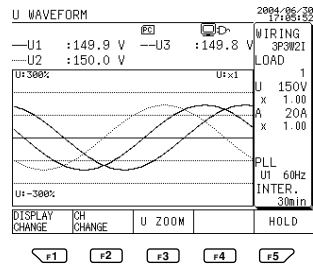 U WAVEFORM
2004/06/30
17:05:52
PC
U1 :149.9 V
U3 :149.8 V
U2 :150.0 V
U:300%
U:×1
U:-300%
WIRING
3P3W2I
LOAD
1
U 150V
x 1.00
A 20A
x 1.00
PLL
U1 60Hz
INTER.
30min
DISPLAY CHANGE
CH CHANGE
U ZOOM
HOLD
F1
F2
F3
F4
F5